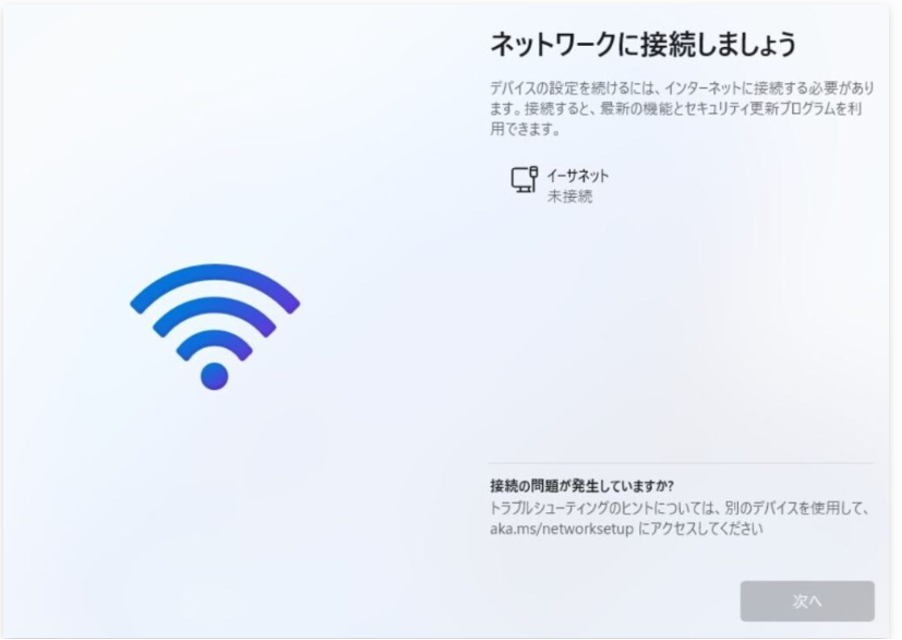 ネットワークに接続しましょう
デバイスの設定を続けるには、インターネットに接続する必要があり
ます。接続すると、最新の機能とセキュリティ更新プログラムを利
用できます。
イーサネット
未接続
接続の問題が発生していますか?
トラブルシューティングのヒントについては、別のデバイスを使用して、
aka.ms/networksetup にアクセスしてください
次へ